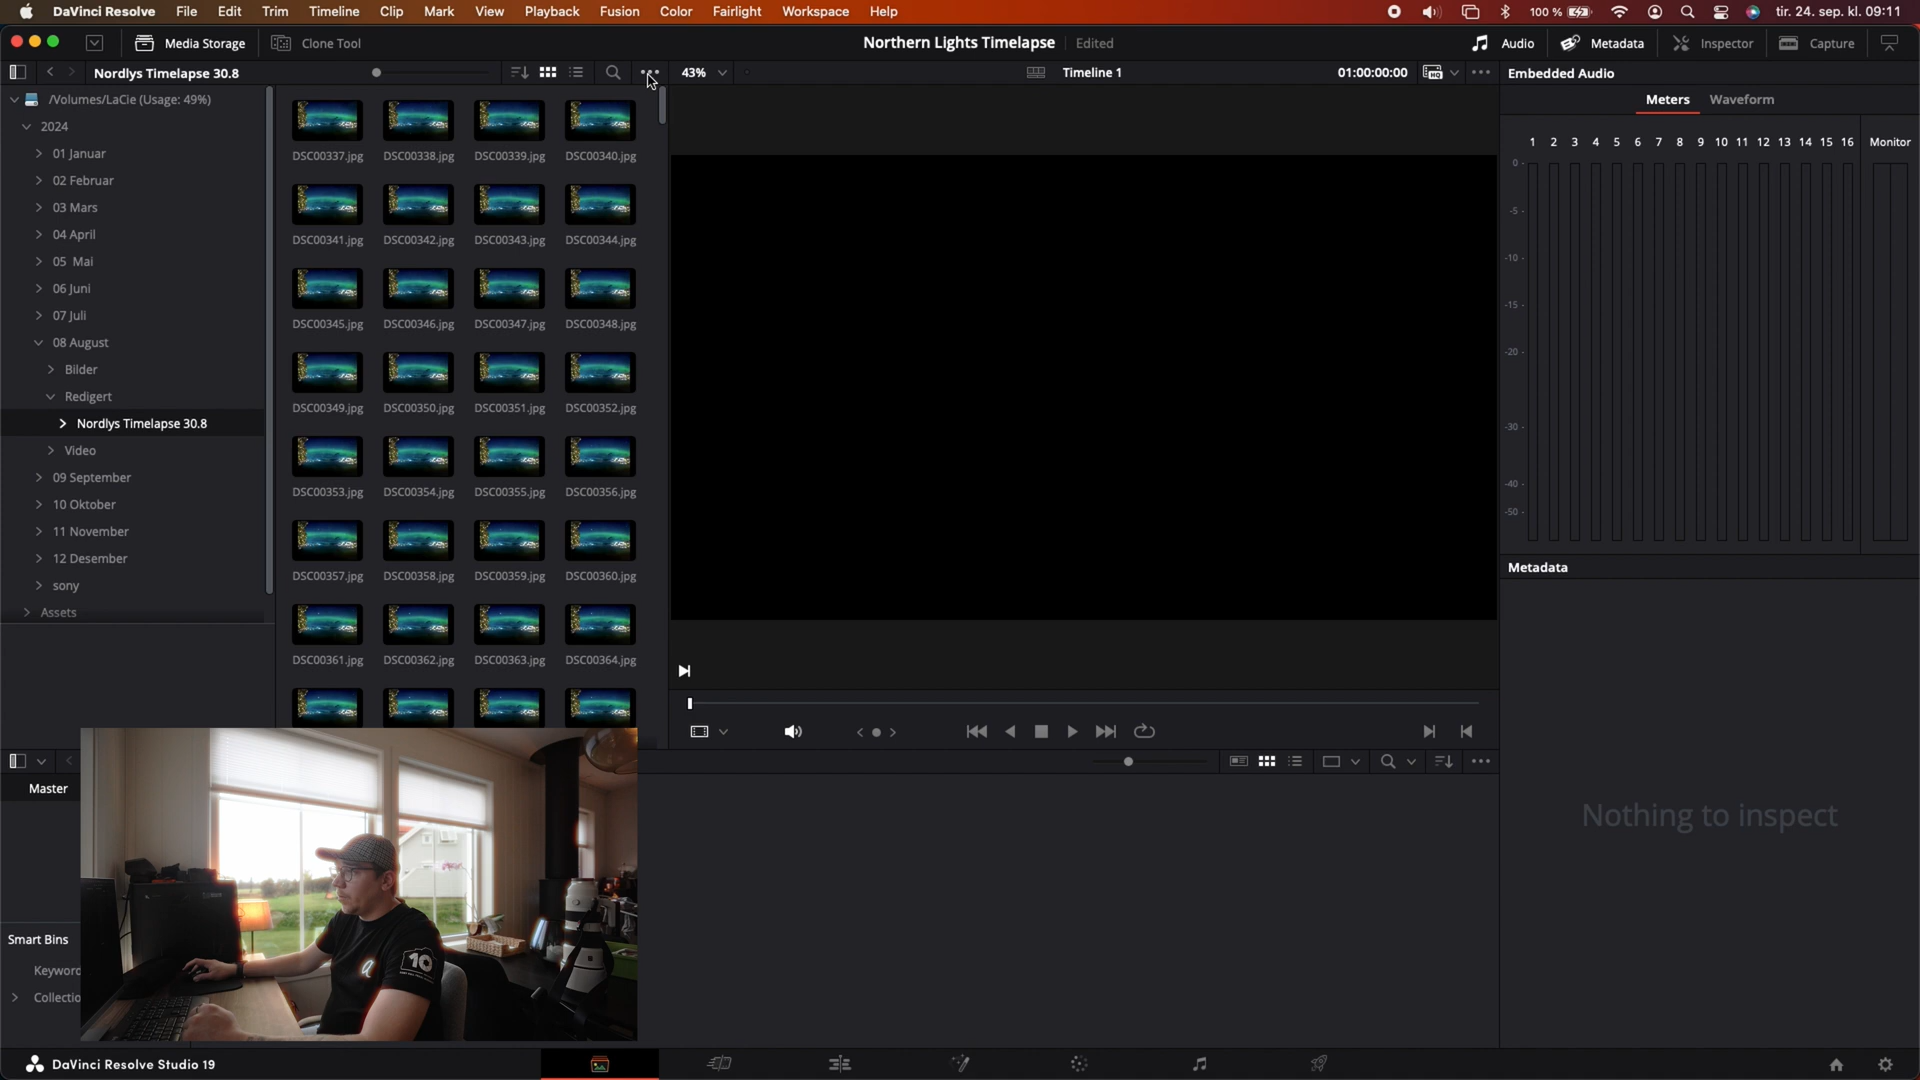 DaVinci Resolve File Edit Trim Timeline Clip Mark View Playback Fusion Color Fairlight Workspace Help 100 % tir. 24. sep. kl. 09:11
Media Storage Clone Tool Northern Lights Timelapse Edited Audio Metadata Inspector Capture
Nordlys Timelapse 30.8 43% Timeline 1 01:00:00:00 Embedded Audio
/Volumes/LaCie (Usage: 49%)
2024
01 Januar
02 Februar
03 Mars
04 April
05 Mai
06 Juni
07 Juli
08 August
Bilder
Redigert
Nordlys Timelapse 30.8
Video
09 September
10 Oktober
11 November
12 Desember
sony
Assets
DSC00337.jpg DSC00338.jpg DSC00339.jpg DSC00340.jpg
DSC00341.jpg DSC00342.jpg DSC00343.jpg DSC00344.jpg
DSC00345.jpg DSC00346.jpg DSC00347.jpg DSC00348.jpg
DSC00349.jpg DSC00350.jpg DSC00351.jpg DSC00352.jpg
DSC00353.jpg DSC00354.jpg DSC00355.jpg DSC00356.jpg
DSC00357.jpg DSC00358.jpg DSC00359.jpg DSC00360.jpg
DSC00361.jpg DSC00362.jpg DSC00363.jpg DSC00364.jpg
Meters Waveform
1 2 3 4 5 6 7 8 9 10 11 12 13 14 15 16 Monitor
0 -
-5 -
-10 -
-15 -
-20 -
-30 -
-40 -
-50 -
Metadata
Nothing to inspect
Master
Smart Bins
Keyword
Collectio
10
DaVinci Resolve Studio 19